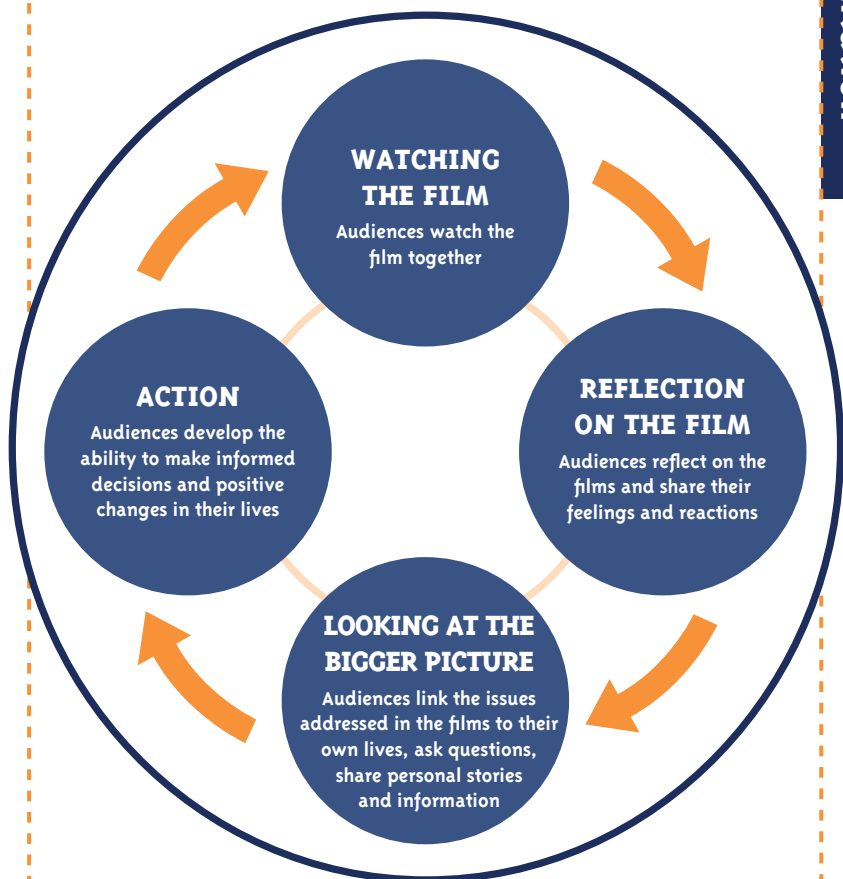 WATCHING
THE FILM
Audiences watch the
film together
REFLECTION
ON THE FILM
Audiences reflect on the
films and share their
feelings and reactions
LOOKING AT THE
BIGGER PICTURE
Audiences link the issues
addressed in the films to their
own lives, ask questions,
share personal stories
and information
ACTION
Audiences develop the
ability to make informed
decisions and positive
changes in their lives